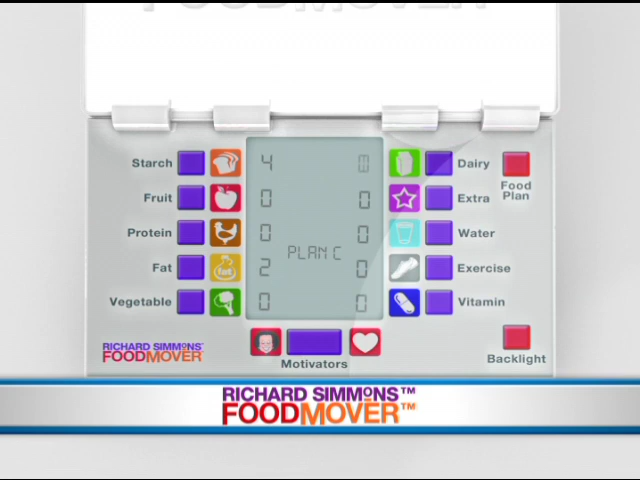 FOODMOVER
Starch 4 Dairy
Food
Plan
Fruit 0 0 Extra
Protein 0 0 Water
PLAN C
Fat fat 2 0 Exercise
Vegetable 0 0 Vitamin
RICHARD SIMMONS
FOODMOVER™
Motivators
Backlight
RICHARD SIMMONS™
FOODMOVER™